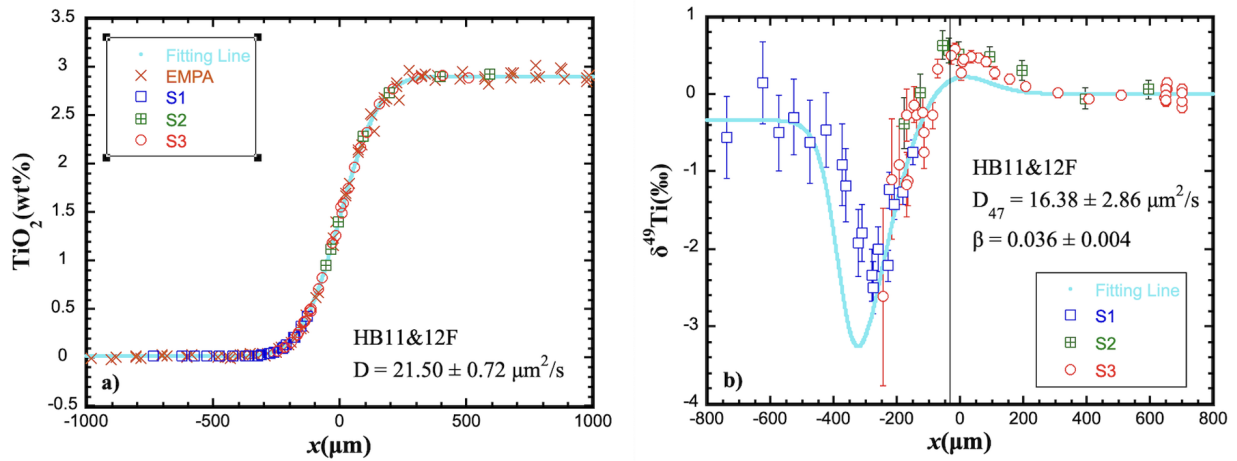 3.5
3
2.5
2
1.5
1
0.5
0
-0.5
TiO₂(wt%)
Fitting Line
EMPA
S1
S2
S3
HB11&12F
D = 21.50 ± 0.72 μm²/s
a)
-1000
-500
0
500
1000
x(μm)
1
0
-1
-2
-3
-4
δ⁴⁹Ti(‰)
HB11&12F
D₄₇ = 16.38 ± 2.86 μm²/s
β = 0.036 ± 0.004
Fitting Line
S1
S2
S3
b)
-800
-600
-400
-200
0
200
400
600
800
x(μm)